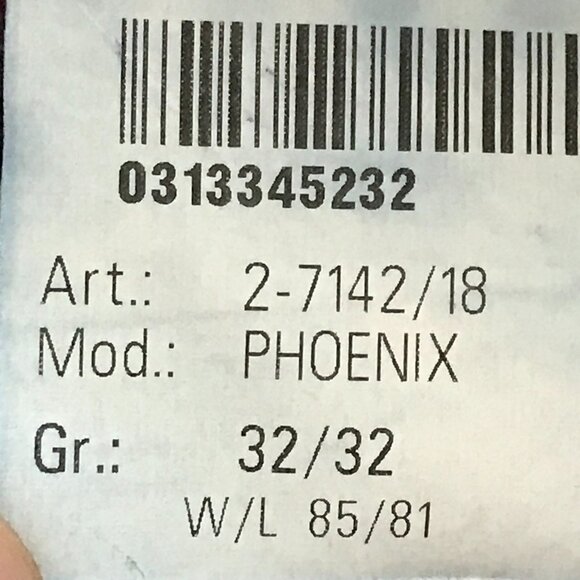 0313345232
Art.: 2-7142/18
Mod.: PHOENIX
Gr.: 32/32
W/L 85/81